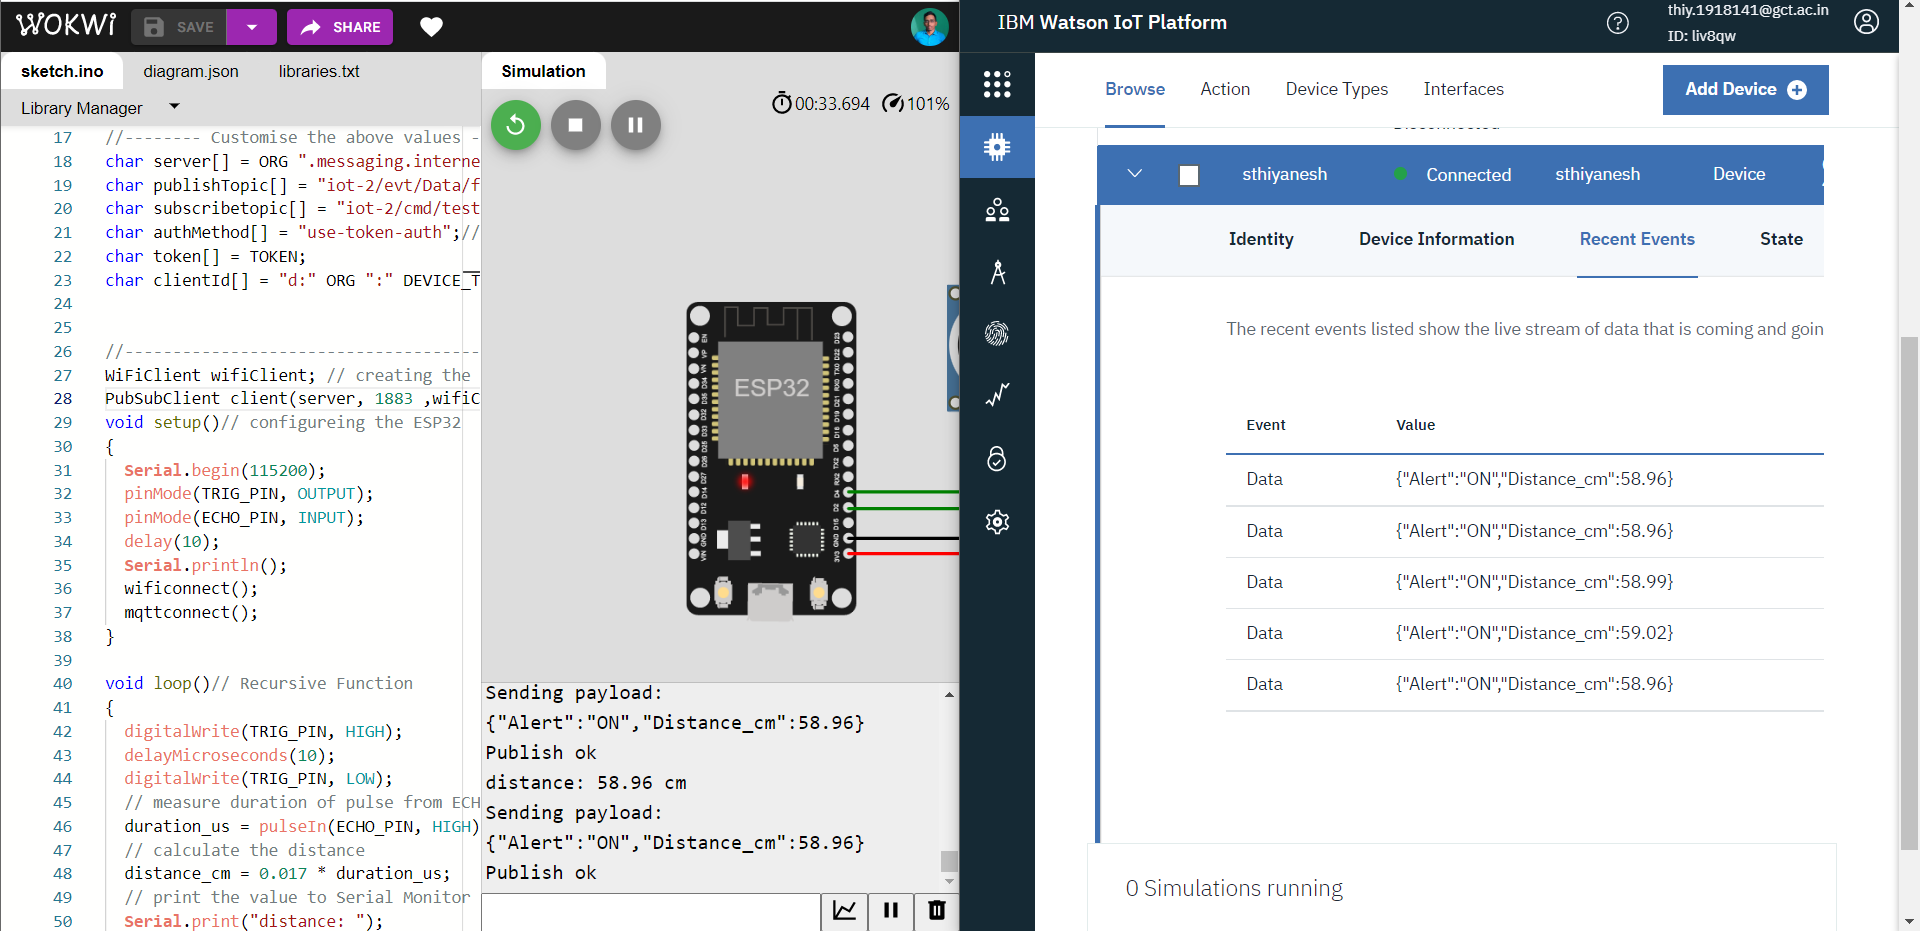 WOKWi
SAVE
SHARE
sketch.ino
diagram.json
libraries.txt
Library Manager
17 //-------- Customise the above values -
18 char server[] = ORG ".messaging.interne
19 char publishTopic[] = "iot-2/evt/Data/f
20 char subscribetopic[] = "iot-2/cmd/test
21 char authMethod[] = "use-token-auth";//
22 char token[] = TOKEN;
23 char clientId[] = "d:" ORG ":" DEVICE_T
24
25
26 //-------------------------------------
27 WiFiClient wifiClient; // creating the
28 PubSubClient client(server, 1883 ,wifiC
29 void setup()// configureing the ESP32
30 {
31 Serial.begin(115200);
32 pinMode(TRIG_PIN, OUTPUT);
33 pinMode(ECHO_PIN, INPUT);
34 delay(10);
35 Serial.println();
36 wificonnect();
37 mqttconnect();
38 }
39
40 void loop()// Recursive Function
41 {
42 digitalWrite(TRIG_PIN, HIGH);
43 delayMicroseconds(10);
44 digitalWrite(TRIG_PIN, LOW);
45 // measure duration of pulse from ECH
46 duration_us = pulseIn(ECHO_PIN, HIGH)
47 // calculate the distance
48 distance_cm = 0.017 * duration_us;
49 // print the value to Serial Monitor
50 Serial.print("distance: ");
Simulation
00:33.694 101%
ESP32
Sending payload:
{"Alert":"ON","Distance_cm":58.96}
Publish ok
distance: 58.96 cm
Sending payload:
{"Alert":"ON","Distance_cm":58.96}
Publish ok
IBM Watson IoT Platform
thiy.1918141@gct.ac.in
ID: liv8qw
Browse
Action
Device Types
Interfaces
Add Device
Disconnected
sthiyanesh Connected sthiyanesh Device
Identity
Device Information
Recent Events
State
The recent events listed show the live stream of data that is coming and goin
Event Value
Data {"Alert":"ON","Distance_cm":58.96}
Data {"Alert":"ON","Distance_cm":58.96}
Data {"Alert":"ON","Distance_cm":58.99}
Data {"Alert":"ON","Distance_cm":59.02}
Data {"Alert":"ON","Distance_cm":58.96}
0 Simulations running